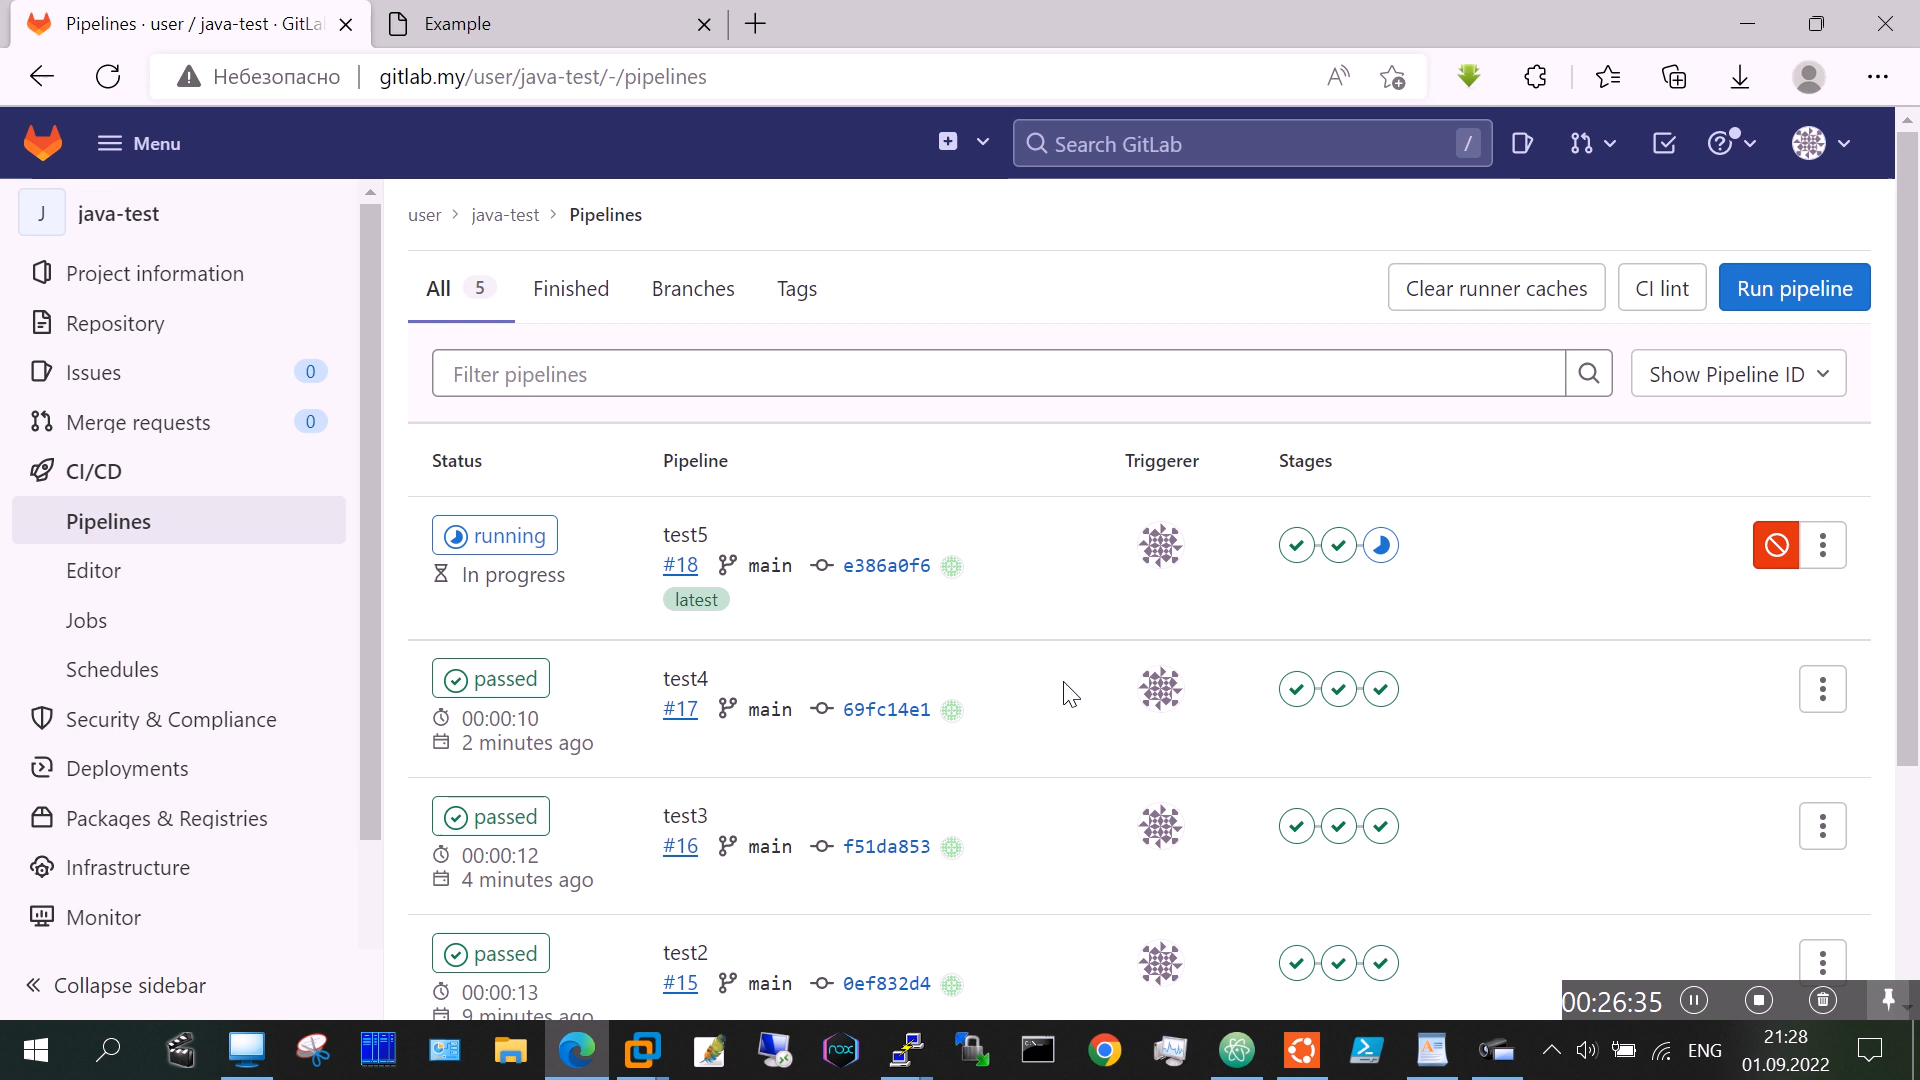 Pipelines · user / java-test · GitLa
Example
Небезопасно
gitlab.my/user/java-test/-/pipelines
Menu
Search GitLab
/
J
java-test
Project information
Repository
Issues
0
Merge requests
0
CI/CD
Pipelines
Editor
Jobs
Schedules
Security & Compliance
Deployments
Packages & Registries
Infrastructure
Monitor
Collapse sidebar
user > java-test > Pipelines
All 5
Finished
Branches
Tags
Clear runner caches
CI lint
Run pipeline
Filter pipelines
Show Pipeline ID
Status
Pipeline
Triggerer
Stages
running
In progress
test5
#18 main e386a0f6
latest
passed
00:00:10
2 minutes ago
test4
#17 main 69fc14e1
passed
00:00:12
4 minutes ago
test3
#16 main f51da853
passed
00:00:13
9 minutes ago
test2
#15 main 0ef832d4
00:26:35
nox
ENG
21:28
01.09.2022